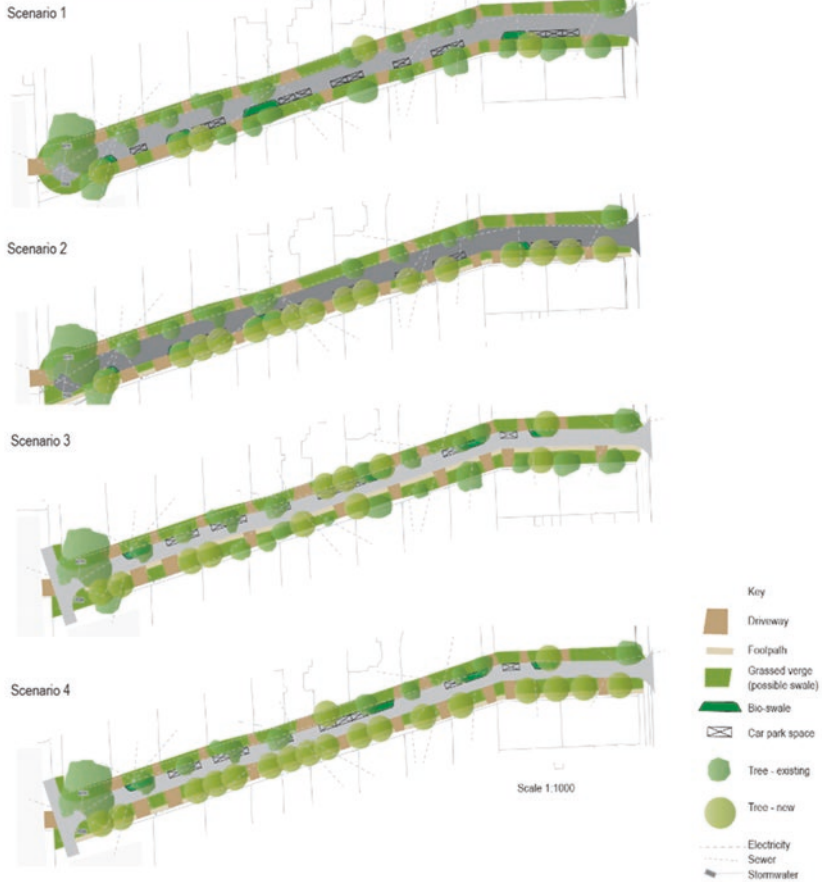 Scenario 1
Scenario 2
Scenario 3
Scenario 4
Scale 1:1000
Key
Driveway
Footpath
Grassed verge
(possible swale)
Bio-swale
Car park space
Tree - existing
Tree - new
Electricity
Sewer
Stormwater